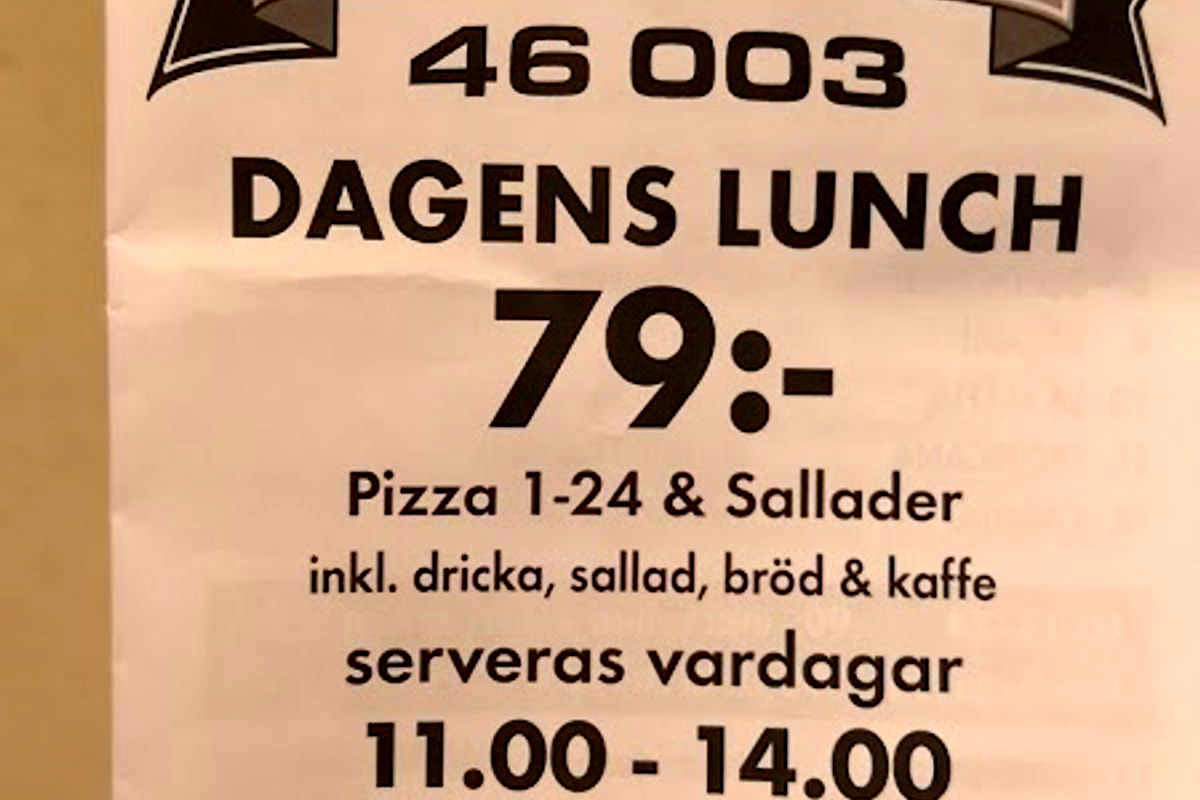 46 003
DAGENS LUNCH
79:-
Pizza 1-24 & Sallader
inkl. dricka, sallad, bröd & kaffe
serveras vardagar
11.00 - 14.00